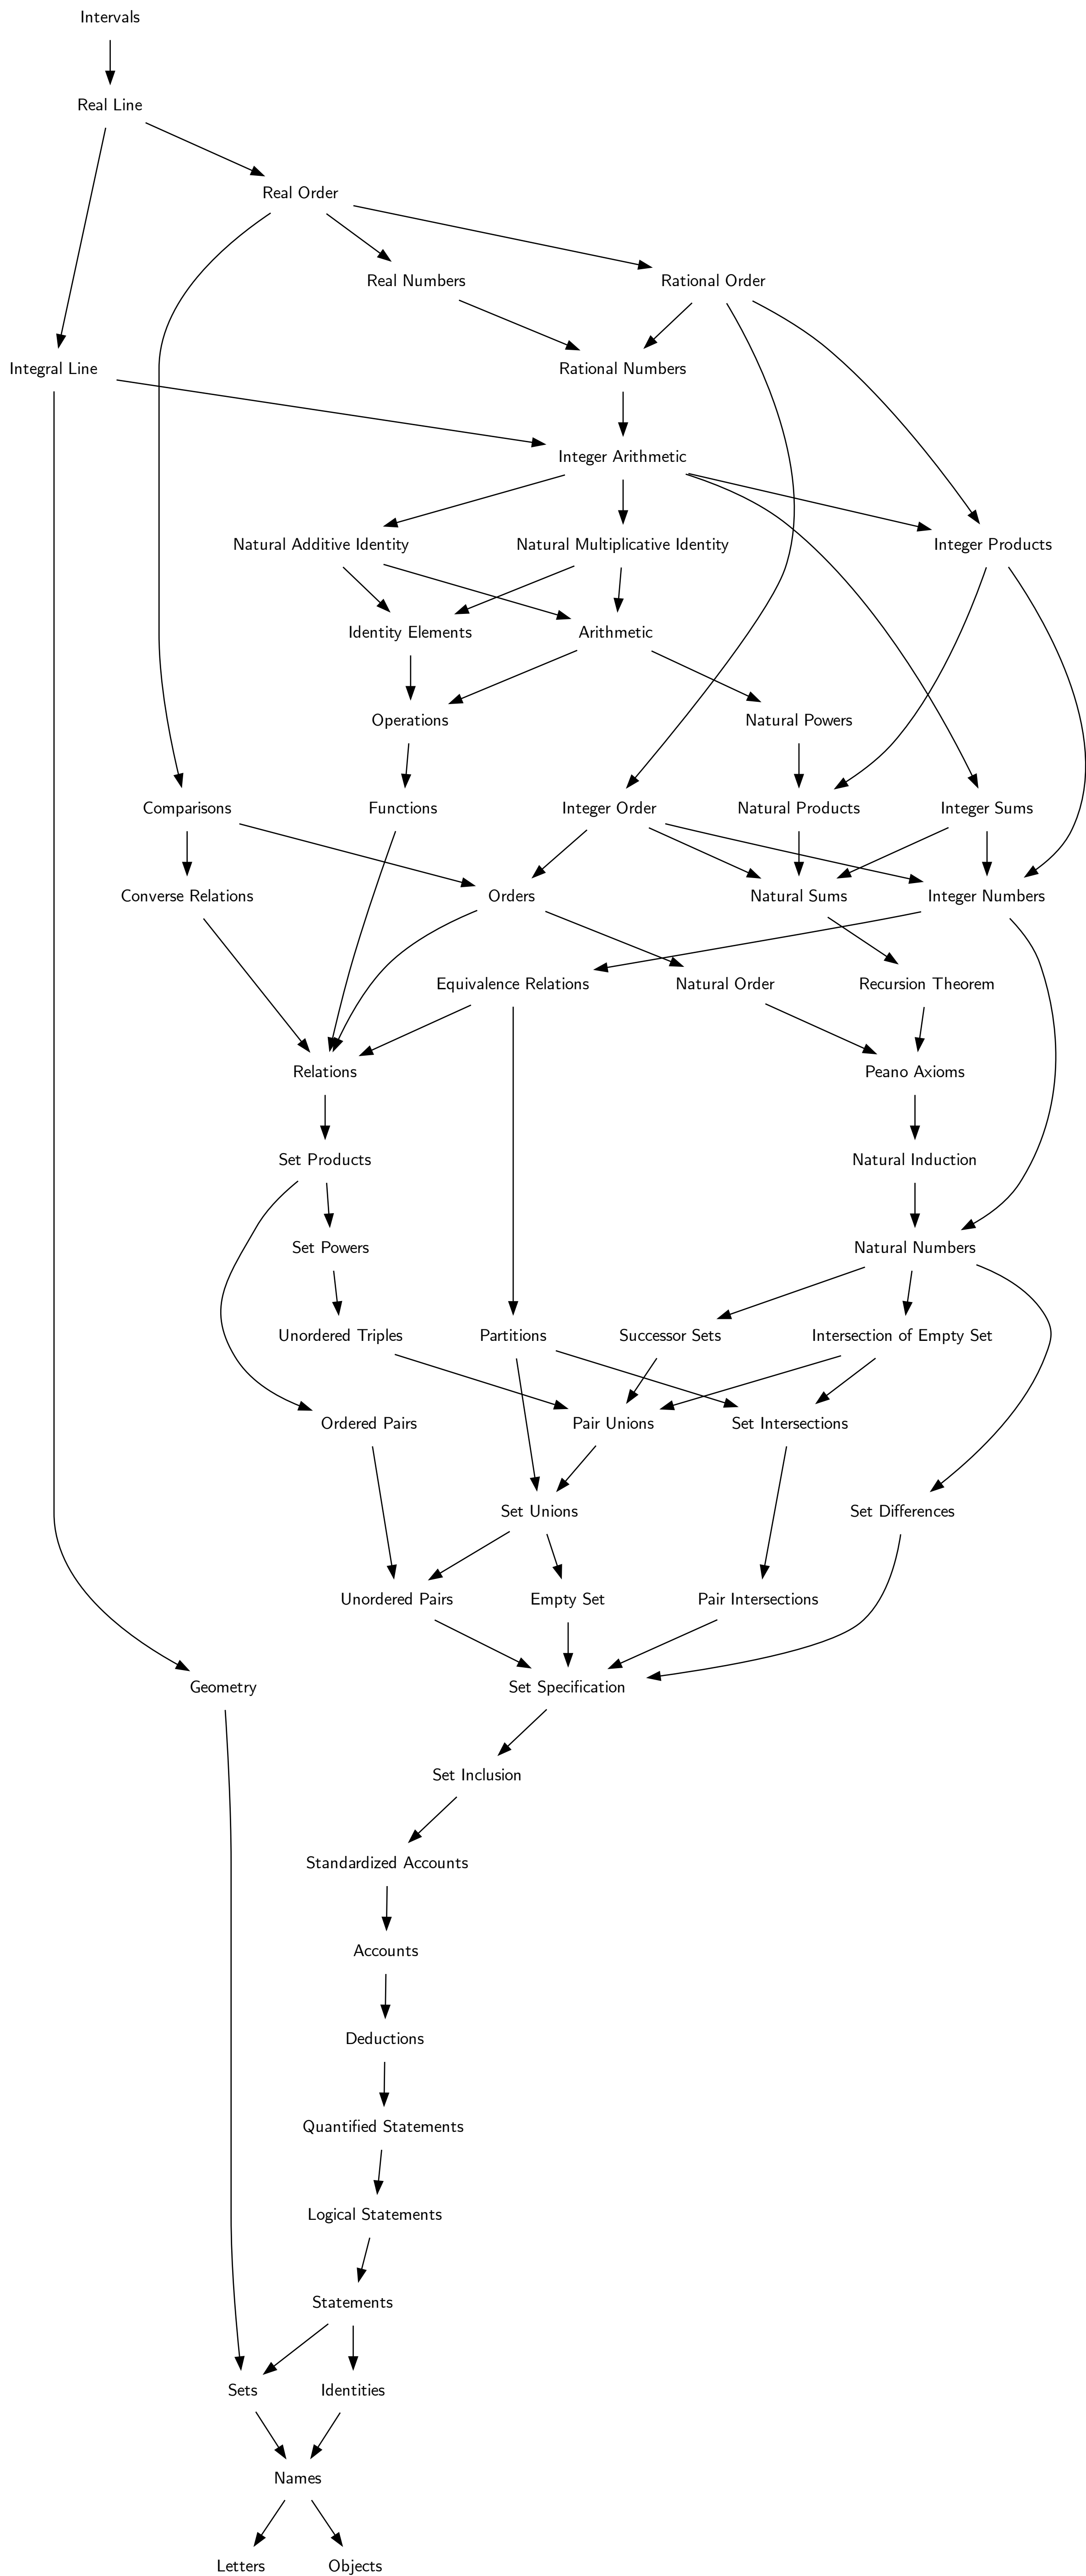 Intervals
Real Line
Real Order
Real Numbers
Rational Order
Integral Line
Rational Numbers
Integer Arithmetic
Natural Additive Identity
Natural Multiplicative Identity
Integer Products
Identity Elements
Arithmetic
Operations
Natural Powers
Comparisons
Functions
Integer Order
Natural Products
Integer Sums
Converse Relations
Orders
Natural Sums
Integer Numbers
Equivalence Relations
Natural Order
Recursion Theorem
Relations
Peano Axioms
Set Products
Natural Induction
Set Powers
Natural Numbers
Unordered Triples
Partitions
Successor Sets
Intersection of Empty Set
Ordered Pairs
Pair Unions
Set Intersections
Set Unions
Set Differences
Unordered Pairs
Empty Set
Pair Intersections
Geometry
Set Specification
Set Inclusion
Standardized Accounts
Accounts
Deductions
Quantified Statements
Logical Statements
Statements
Sets
Identities
Names
Letters
Objects